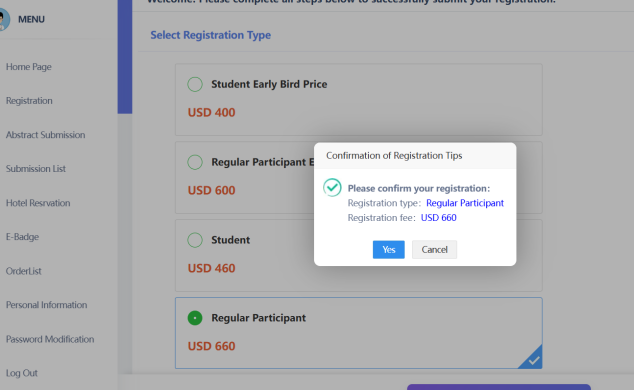 Welcome! Please complete all steps below to successfully submit your registration.
MENU
Home Page
Registration
Abstract Submission
Submission List
Hotel Resrvation
E-Badge
OrderList
Personal Information
Password Modification
Log Out
Select Registration Type
Student Early Bird Price
USD 400
Regular Participant E
USD 600
Student
USD 460
Regular Participant
USD 660
Confirmation of Registration Tips
Please confirm your registration:
Registration type: Regular Participant
Registration fee: USD 660
Yes
Cancel